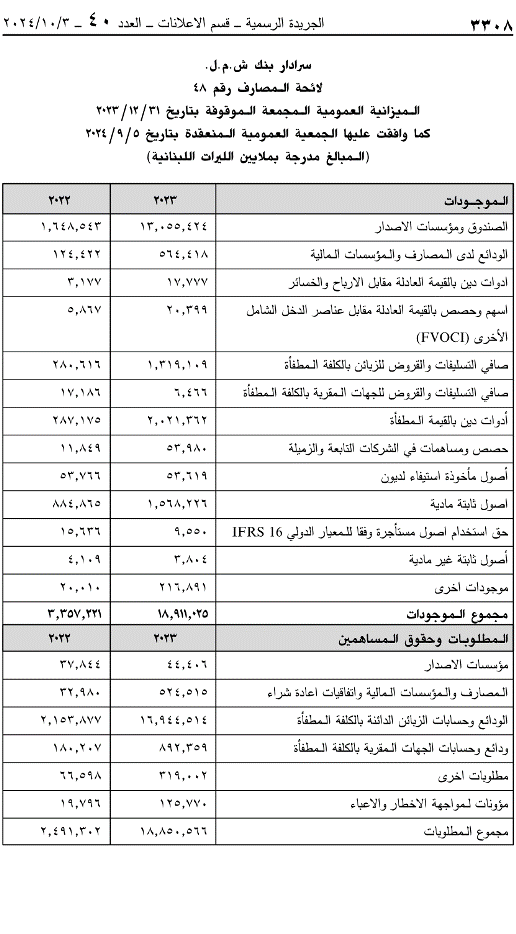 ٣٣٠٨ الجريدة الرسمية – قسم الاعلانات – العدد ٤٠ – ٢٠٢٤/١٠/٣
سرادار بنك ش.م.ل.
لائحة المصارف رقم ٤٨
الميزانية العمومية المجمعة الموقوفة بتاريخ ٢٠٢٣/١٢/٣١
كما وافقت عليها الجمعية العمومية المنعقدة بتاريخ ٢٠٢٤/٩/٥
(المبالغ مدرجة بملايين الليرات اللبنانية)
الموجودات ٢٠٢٣ ٢٠٢٢
الصندوق ومؤسسات الاصدار ١٣,٠٥٥,٤٢٤ ١,٦٤٨,٥٤٣
الودائع لدى المصارف والمؤسسات المالية ٥٦٤,٤١٨ ١٢٤,٤٢٢
ادوات دين بالقيمة العادلة مقابل الارباح والخسائر ١٧,٧٧٧ ٣,١٧٧
اسهم وحصص بالقيمة العادلة مقابل عناصر الدخل الشامل ٢٠,٣٩٩ ٥,٨٦٧
الأخرى (FVOCI)
صافي التسليفات والقروض للزبائن بالكلفة المطفأة ١,٣١٩,١٠٩ ٢٨٠,٦١٦
صافي التسليفات والقروض للجهات المقربة بالكلفة المطفأة ٦,٤٦٦ ١٧,١٨٦
أدوات دين بالقيمة المطفأة ٢,٠٢١,٣٦٢ ٢٨٧,١٧٥
حصص ومساهمات في الشركات التابعة والزميلة ٥٣,٩٨٠ ١١,٨٤٩
أصول مأخوذة استيفاء لديون ٥٣,٦١٩ ٥٣,٧٦٦
اصول ثابتة مادية ١,٥٦٨,٢٢٦ ٨٨٤,٨٦٥
حق استخدام اصول مستأجرة وفقا للمعيار الدولي IFRS 16 ٩,٥٥٠ ١٥,٦٣٦
أصول ثابتة غير مادية ٣,٨٠٤ ٤,١٠٩
موجودات اخرى ٢١٦,٨٩١ ٢٠,٠١٠
مجموع الموجودات ١٨,٩١١,٠٢٥ ٣,٣٥٧,٢٢١
المطلوبات وحقوق المساهمين ٢٠٢٣ ٢٠٢٢
مؤسسات الاصدار ٤٤,٤٠٦ ٣٧,٨٤٤
المصارف والمؤسسات المالية واتفاقيات اعادة شراء ٥٢٤,٥١٥ ٣٢,٩٨٠
الودائع وحسابات الزبائن الدائنة بالكلفة المطفأة ١٦,٩٤٤,٥١٤ ٢,١٥٣,٨٧٧
ودائع وحسابات الجهات المقربة بالكلفة المطفأة ٨٩٢,٣٥٩ ١٨٠,٢٠٧
مطلوبات اخرى ٣١٩,٠٠٢ ٦٦,٥٩٨
مؤونات لمواجهة الاخطار والاعباء ١٢٥,٧٧٠ ١٩,٧٩٦
مجموع المطلوبات ١٨,٨٥٠,٥٦٦ ٢,٤٩١,٣٠٢